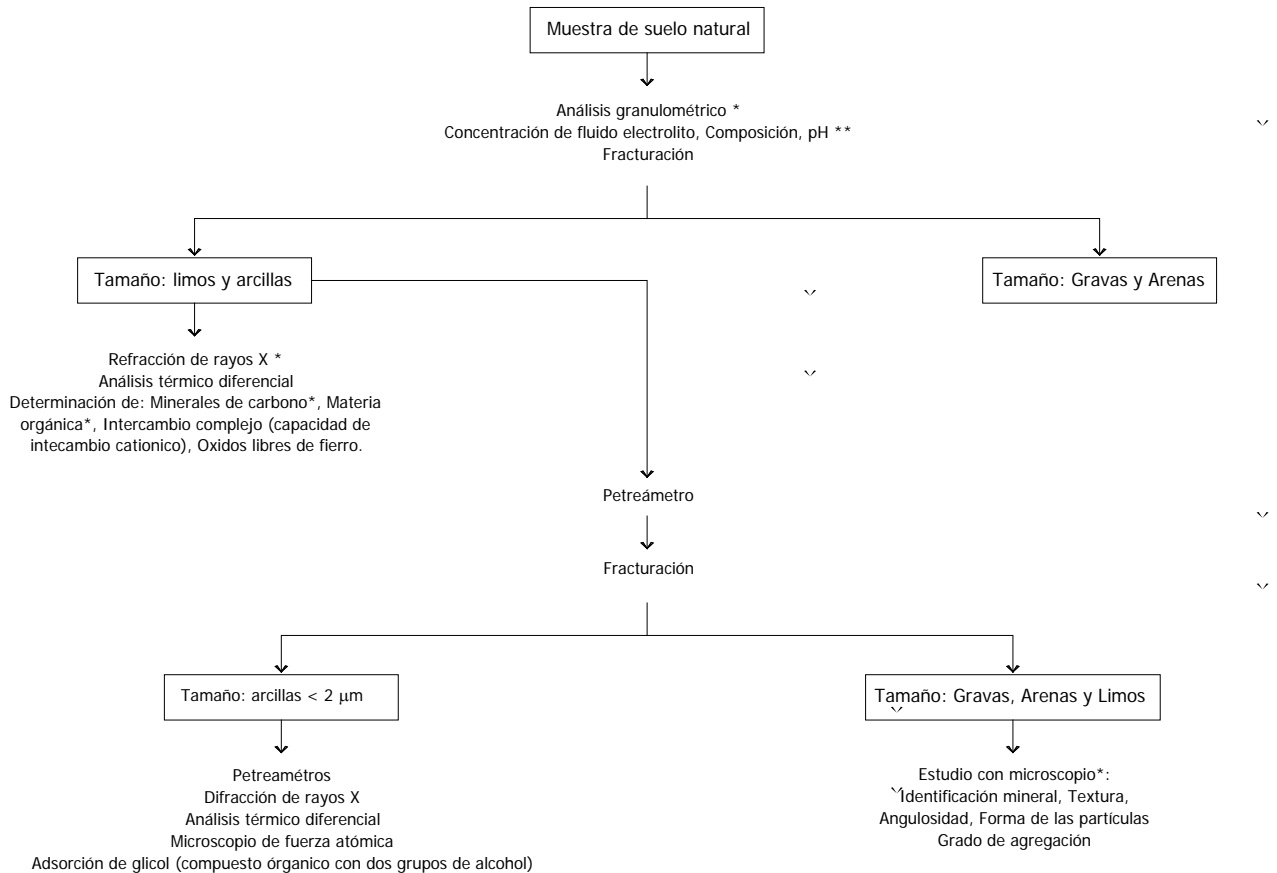 Muestra de suelo natural
Análisis granulométrico *
Concentración de fluido electrolito, Composición, pH **
Fracturación
Tamaño: limos y arcillas
Tamaño: Gravas y Arenas
Refracción de rayos X *
Análisis térmico diferencial
Determinación de: Minerales de carbono*, Materia
orgánica*, Intercambio complejo (capacidad de
intecambio cationico), Oxidos libres de fierro.
Petreámetro
Fracturación
Tamaño: arcillas < 2 μm
Tamaño: Gravas, Arenas y Limos
Petreamétros
Difracción de rayos X
Análisis térmico diferencial
Microscopio de fuerza atómica
Adsorción de glicol (compuesto órganico con dos grupos de alcohol)
Estudio con microscopio*:
Identificación mineral, Textura,
Angulosidad, Forma de las partículas
Grado de agregación